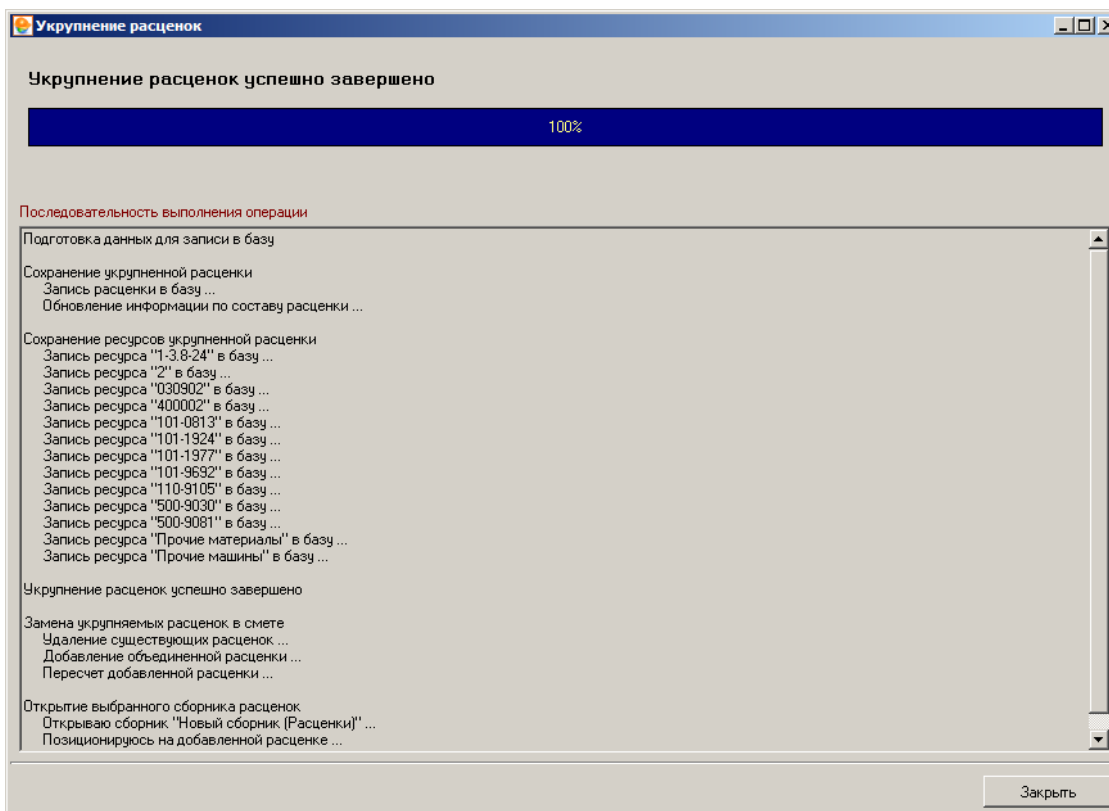 Укрупнение расценок
Укрупнение расценок успешно завершено
100%
Последовательность выполнения операции
Подготовка данных для записи в базу
Сохранение укрупненной расценки
Запись расценки в базу ...
Обновление информации по составу расценки ...
Сохранение ресурсов укрупненной расценки
Запись ресурса "1-3.8-24" в базу ...
Запись ресурса "2" в базу ...
Запись ресурса "030902" в базу ...
Запись ресурса "400002" в базу ...
Запись ресурса "101-0813" в базу ...
Запись ресурса "101-1924" в базу ...
Запись ресурса "101-1977" в базу ...
Запись ресурса "101-9692" в базу ...
Запись ресурса "110-9105" в базу ...
Запись ресурса "500-9030" в базу ...
Запись ресурса "500-9081" в базу ...
Запись ресурса "Прочие материалы" в базу ...
Запись ресурса "Прочие машины" в базу ...
Укрупнение расценок успешно завершено
Замена укрупняемых расценок в смете
Удаление существующих расценок ...
Добавление объединенной расценки ...
Пересчет добавленной расценки ...
Открытие выбранного сборника расценок
Открываю сборник "Новый сборник (Расценки)" ...
Позиционируюсь на добавленной расценке ...
Закрыть